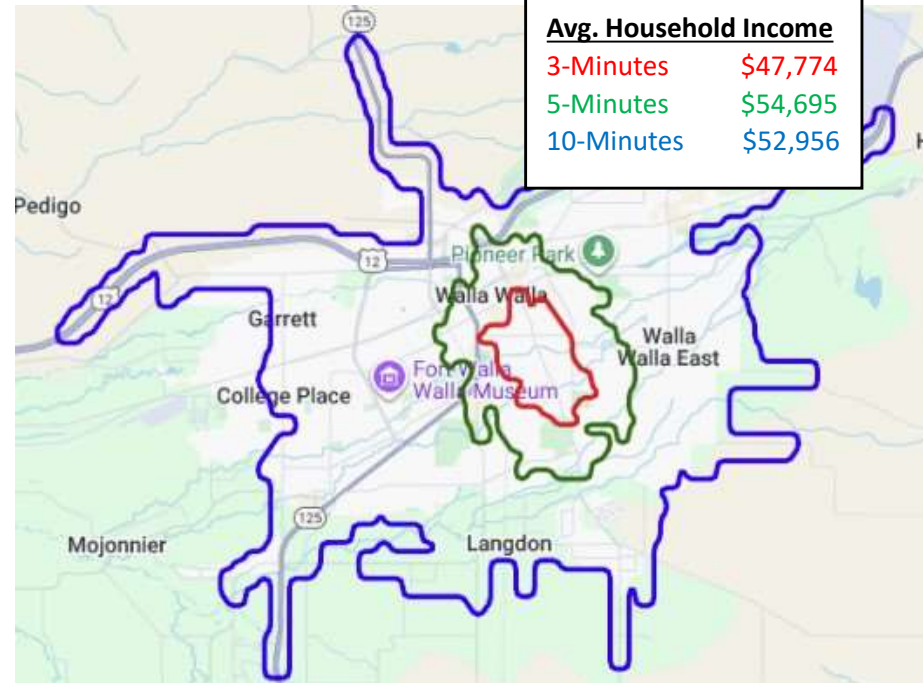 125
Avg. Household Income
3-Minutes $47,774
5-Minutes $54,695
10-Minutes $52,956
H
Pedigo
Pioneer Park
12
12
Walla Walla
Garrett
Walla
Walla East
Fort Walla
Walla Museum
College Place
125
Mojonnier
Langdon